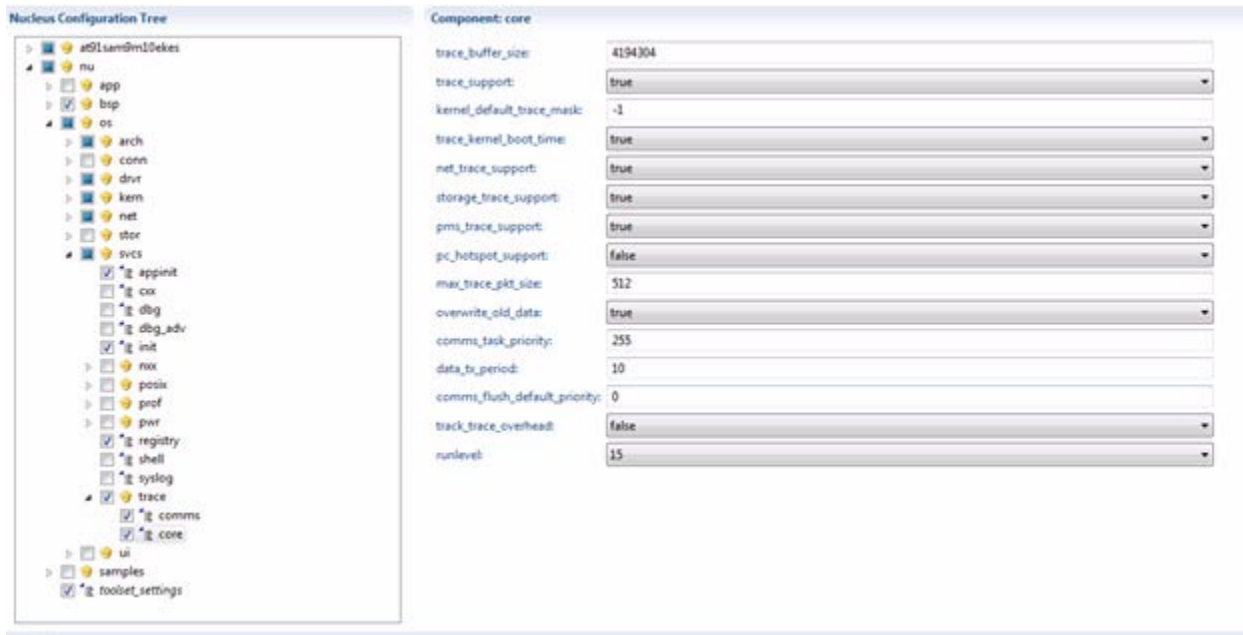 Nucleus Configuration Tree
at91sam9m10ekes
nu
app
bsp
os
arch
conn
drvr
kern
net
stor
svcs
appinit
cxx
dbg
dbg_adv
init
nxx
posix
prof
pwr
registry
shell
syslog
trace
comms
core
ui
samples
toolset_settings
Component: core
trace_buffer_size: 4194304
trace_support: true
kernel_default_trace_mask: -1
trace_kernel_boot_time: true
net_trace_support: true
storage_trace_support: true
pms_trace_support: true
pc_hotspot_support: false
max_trace_pkt_size: 512
overwrite_old_data: true
comms_task_priority: 255
data_tx_period: 10
comms_flush_default_priority: 0
track_trace_overhead: false
runlevel: 15